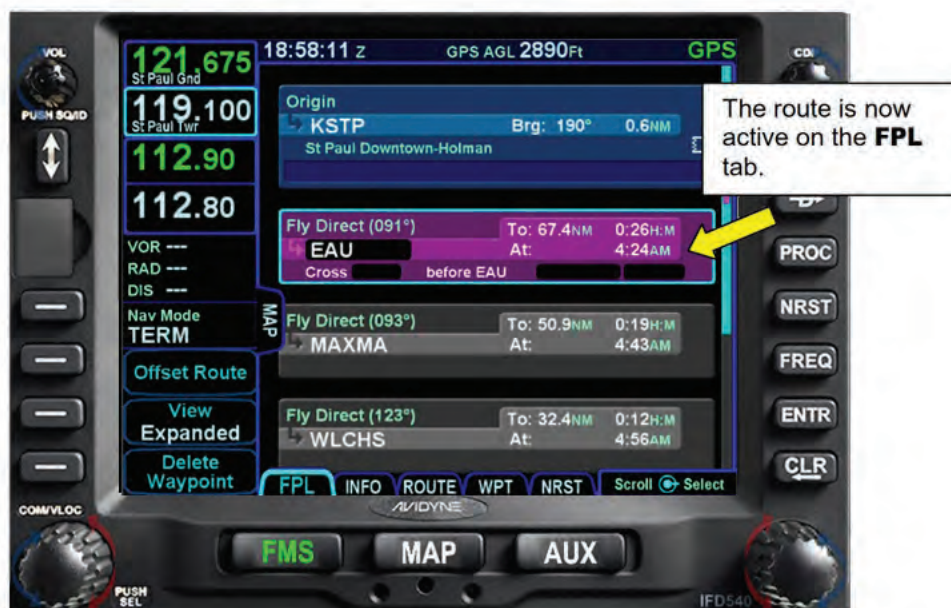 VOL
PUSH SQ/ID
121.675
St Paul Gnd
119.100
St Paul Twr
112.90
112.80
VOR ---
RAD ---
DIS ---
Nav Mode
TERM
Offset Route
View
Expanded
Delete
Waypoint
COM/VLOC
PUSH
SEL
18:58:11 Z GPS AGL 2890Ft GPS
Origin
KSTP Brg: 190° 0.6NM
St Paul Downtown-Holman
Fly Direct (091°) To: 67.4NM 0:26H:M
EAU At: 4:24AM
Cross before EAU
MAP
Fly Direct (093°) To: 50.9NM 0:19H:M
MAXMA At: 4:43AM
Fly Direct (123°) To: 32.4NM 0:12H:M
WLCHS At: 4:56AM
FPL INFO ROUTE WPT NRST Scroll Select
AVIDYNE
FMS MAP AUX
The route is now
active on the FPL
tab.
PROC
NRST
FREQ
ENTR
CLR
IFD540